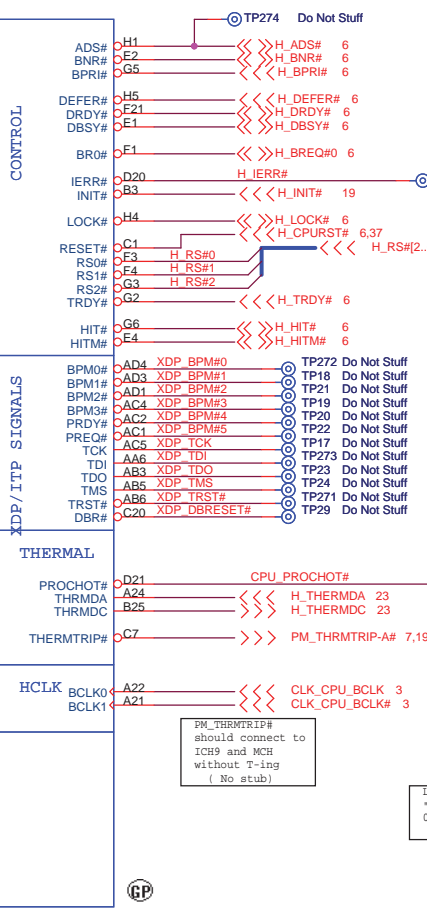 TP274 Do Not Stuff
CONTROL
ADS# H1 H_ADS# 6
BNR# E2 H_BNR# 6
BPRI# G5 H_BPRI# 6
DEFER# H5 H_DEFER# 6
DRDY# F21 H_DRDY# 6
DBSY# E1 H_DBSY# 6
BR0# F1 H_BREQ#0 6
IERR# D20 H_IERR#
INIT# B3 H_INIT# 19
LOCK# H4 H_LOCK# 6
RESET# C1 H_CPURST# 6,37
RS0# F3 H_RS#0 H_RS#[2..
RS1# F4 H_RS#1
RS2# G3 H_RS#2
TRDY# G2 H_TRDY# 6
HIT# G6 H_HIT# 6
HITM# E4 H_HITM# 6
XDP/ITP SIGNALS
BPM0# AD4 XDP_BPM#0 TP272 Do Not Stuff
BPM1# AD3 XDP_BPM#1 TP18 Do Not Stuff
BPM2# AD1 XDP_BPM#2 TP21 Do Not Stuff
BPM3# AC4 XDP_BPM#3 TP19 Do Not Stuff
PRDY# AC2 XDP_BPM#4 TP20 Do Not Stuff
PREQ# AC1 XDP_BPM#5 TP22 Do Not Stuff
TCK AC5 XDP_TCK TP17 Do Not Stuff
TDI AA6 XDP_TDI TP273 Do Not Stuff
TDO AB3 XDP_TDO TP23 Do Not Stuff
TMS AB5 XDP_TMS TP24 Do Not Stuff
TRST# AB6 XDP_TRST# TP271 Do Not Stuff
DBR# C20 XDP_DBRESET# TP29 Do Not Stuff
THERMAL
PROCHOT# D21 CPU_PROCHOT#
THRMDA A24 H_THERMDA 23
THRMDC B25 H_THERMDC 23
THERMTRIP# C7 PM_THRMTRIP-A# 7,19
HCLK
BCLK0 A22 CLK_CPU_BCLK 3
BCLK1 A21 CLK_CPU_BCLK# 3
PM_THRMTRIP#
should connect to
ICH9 and MCH
without T-ing
( No stub)
GP